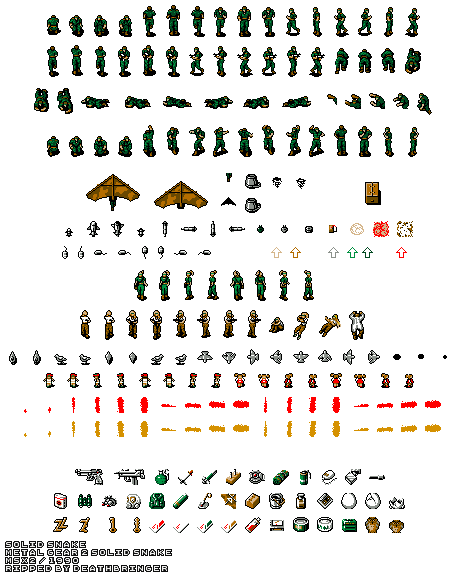 SOLID SNAKE
METAL GEAR 2 SOLID SNAKE
MSX2 / 1990
RIPPED BY DEATHBRINGER